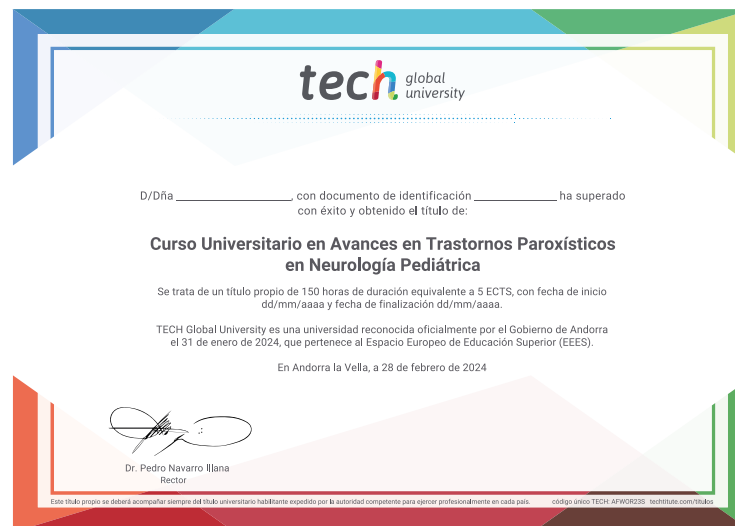 tech global
university
D/Dña ____________________, con documento de identificación ______________ ha superado
con éxito y obtenido el título de:
Curso Universitario en Avances en Trastornos Paroxísticos
en Neurología Pediátrica
Se trata de un título propio de 150 horas de duración equivalente a 5 ECTS, con fecha de inicio
dd/mm/aaaa y fecha de finalización dd/mm/aaaa.
TECH Global University es una universidad reconocida oficialmente por el Gobierno de Andorra
el 31 de enero de 2024, que pertenece al Espacio Europeo de Educación Superior (EEES).
En Andorra la Vella, a 28 de febrero de 2024
Dr. Pedro Navarro Illana
Rector
Este título propio se deberá acompañar siempre del título universitario habilitante expedido por la autoridad competente para ejercer profesionalmente en cada país. código único TECH: AFWOR23S techtitute.com/titulos